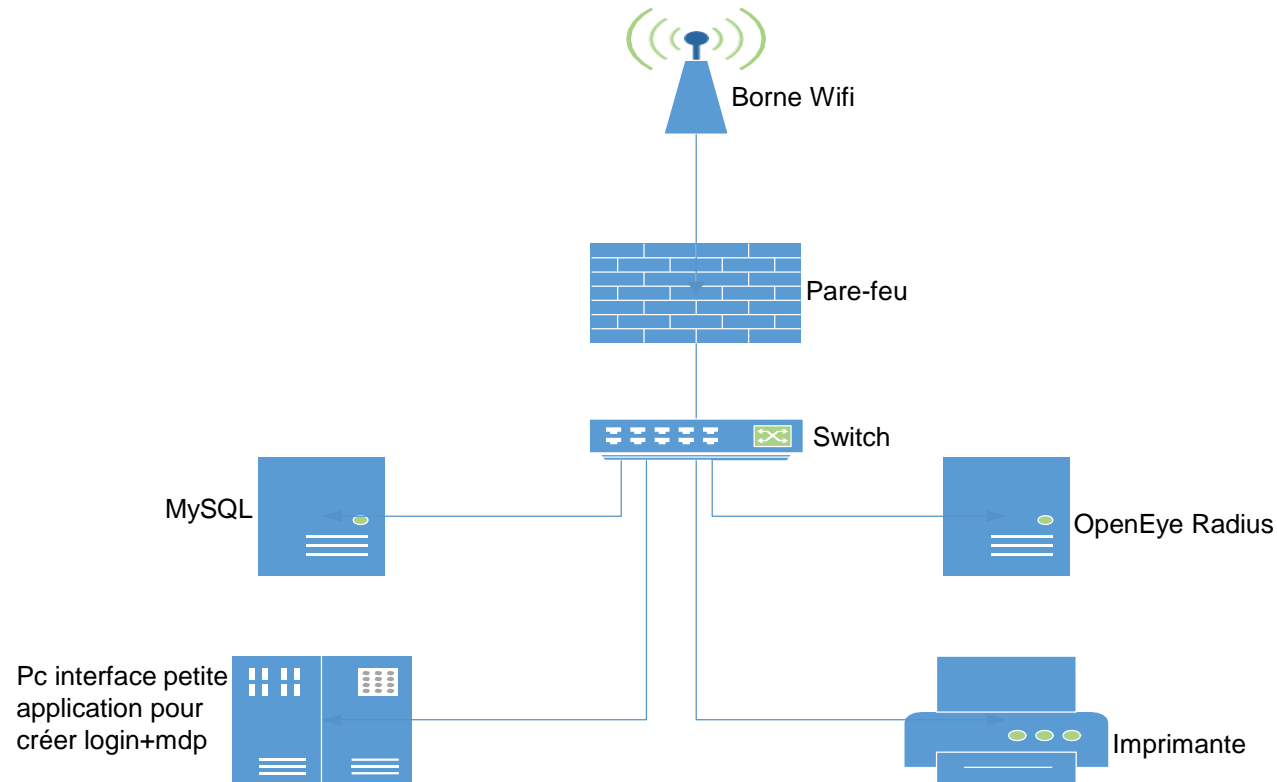 Borne Wifi
Pare-feu
Switch
MySQL
OpenEye Radius
Pc interface petite
application pour
créer login+mdp
Imprimante